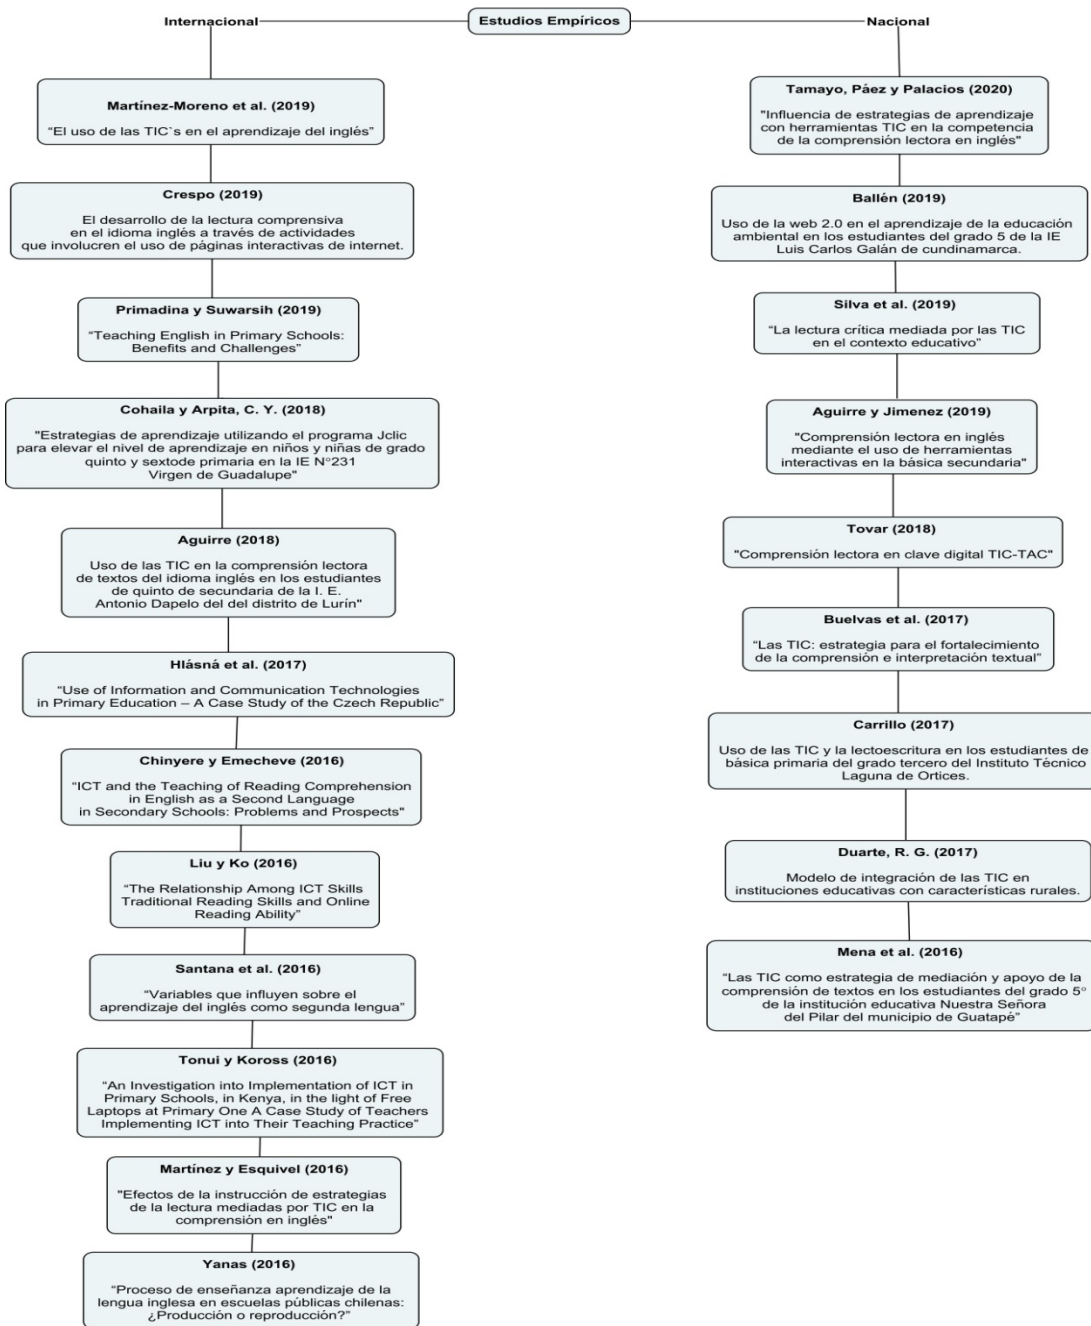 Internacional
Estudios Empíricos
Nacional
Martínez-Moreno et al. (2019)
“El uso de las TIC`s en el aprendizaje del inglés”
Crespo (2019)
El desarrollo de la lectura comprensiva
en el idioma inglés a través de actividades
que involucren el uso de páginas interactivas de internet.
Primadina y Suwarsih (2019)
“Teaching English in Primary Schools:
Benefits and Challenges”
Cohaila y Arpita, C. Y. (2018)
"Estrategias de aprendizaje utilizando el programa Jclic
para elevar el nivel de aprendizaje en niños y niñas de grado
quinto y sextode primaria en la IE N°231
Virgen de Guadalupe"
Aguirre (2018)
Uso de las TIC en la comprensión lectora
de textos del idioma inglés en los estudiantes
de quinto de secundaria de la I. E.
Antonio Dapelo del del distrito de Lurín"
Hlásná et al. (2017)
“Use of Information and Communication Technologies
in Primary Education – A Case Study of the Czech Republic”
Chinyere y Emecheve (2016)
“ICT and the Teaching of Reading Comprehension
in English as a Second Language
in Secondary Schools: Problems and Prospects"
Liu y Ko (2016)
“The Relationship Among ICT Skills
Traditional Reading Skills and Online
Reading Ability”
Santana et al. (2016)
“Variables que influyen sobre el
aprendizaje del inglés como segunda lengua”
Tonui y Koross (2016)
“An Investigation into Implementation of ICT in
Primary Schools, in Kenya, in the light of Free
Laptops at Primary One A Case Study of Teachers
Implementing ICT into Their Teaching Practice”
Martínez y Esquivel (2016)
"Efectos de la instrucción de estrategias
de la lectura mediadas por TIC en la
comprensión en inglés"
Yanas (2016)
“Proceso de enseñanza aprendizaje de la
lengua inglesa en escuelas públicas chilenas:
¿Producción o reproducción?”
Tamayo, Páez y Palacios (2020)
"Influencia de estrategias de aprendizaje
con herramientas TIC en la competencia
de la comprensión lectora en inglés"
Ballén (2019)
Uso de la web 2.0 en el aprendizaje de la educación
ambiental en los estudiantes del grado 5 de la IE
Luis Carlos Galán de cundinamarca.
Silva et al. (2019)
“La lectura crítica mediada por las TIC
en el contexto educativo”
Aguirre y Jimenez (2019)
"Comprensión lectora en inglés
mediante el uso de herramientas
interactivas en la básica secundaria"
Tovar (2018)
"Comprensión lectora en clave digital TIC-TAC"
Buelvas et al. (2017)
“Las TIC: estrategia para el fortalecimiento
de la comprensión e interpretación textual”
Carrillo (2017)
Uso de las TIC y la lectoescritura en los estudiantes de
básica primaria del grado tercero del Instituto Técnico
Laguna de Ortices.
Duarte, R. G. (2017)
Modelo de integración de las TIC en
instituciones educativas con características rurales.
Mena et al. (2016)
“Las TIC como estrategia de mediación y apoyo de la
comprensión de textos en los estudiantes del grado 5°
de la institución educativa Nuestra Señora
del Pilar del municipio de Guatapé”